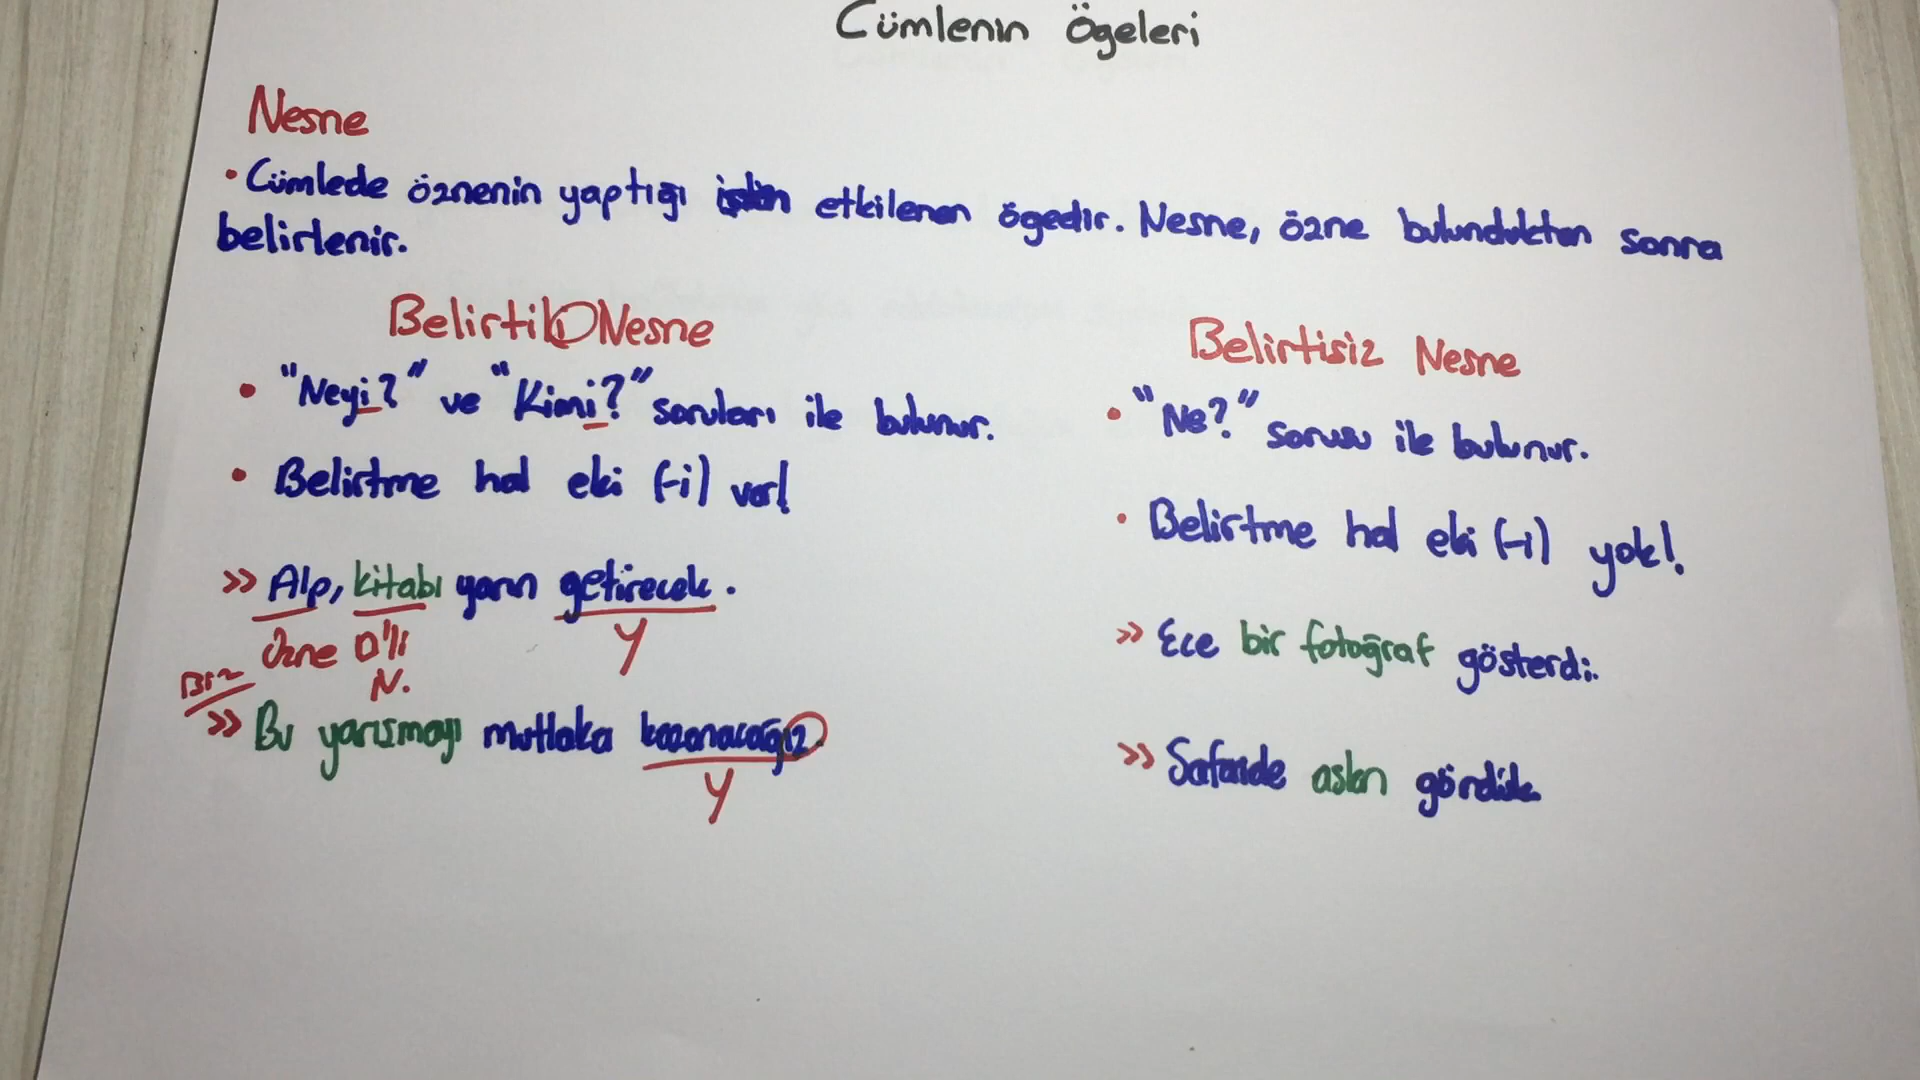 Cümlenin Ögeleri
Nesne
• Cümlede öznenin yaptığı işten etkilenen ögedir. Nesne, özne bulunduktan sonra
belirlenir.
Belirtili Nesne
• "Neyi?" ve "Kimi?" soruları ile bulunur.
• Belirtme hal eki (-i) var!
>> Alp, kitabı yarın getirecek.
Özne B'li Y
N.
Biz
>> Bu yarışmayı mutlaka kazanacağız.
Y
Belirtisiz Nesne
• "Ne?" sorusu ile bulunur.
• Belirtme hal eki (-i) yok!
>> Ece bir fotoğraf gösterdi.
>> Safaride aslan gördük.